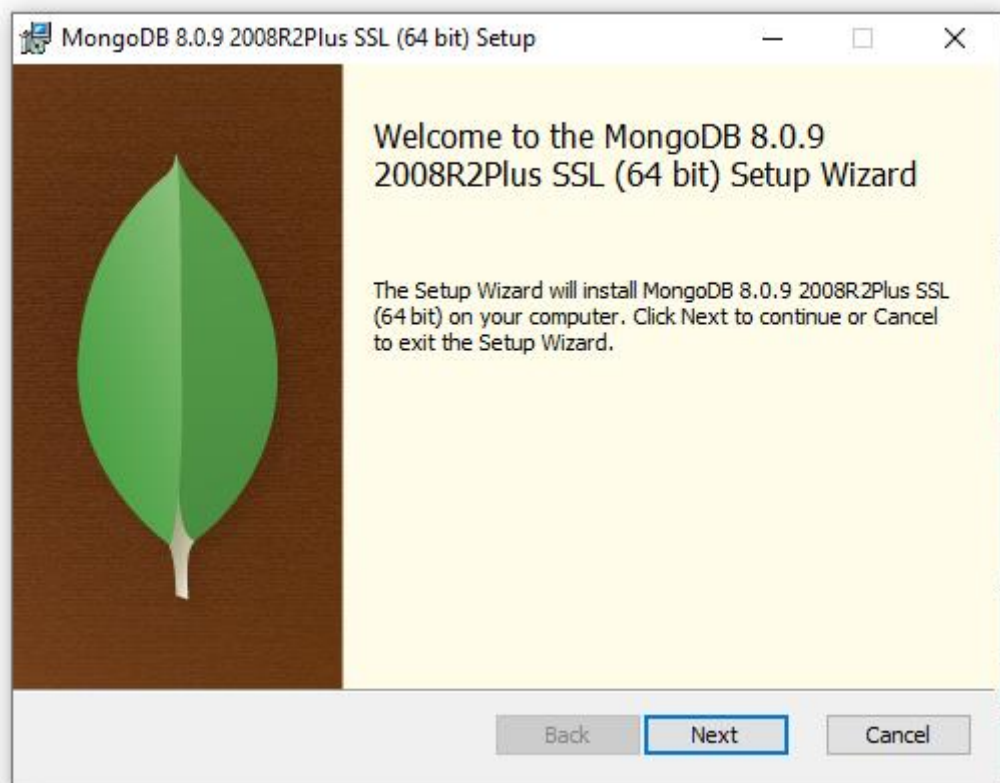 MongoDB 8.0.9 2008R2Plus SSL (64 bit) Setup
Welcome to the MongoDB 8.0.9
2008R2Plus SSL (64 bit) Setup Wizard
The Setup Wizard will install MongoDB 8.0.9 2008R2Plus SSL
(64 bit) on your computer. Click Next to continue or Cancel
to exit the Setup Wizard.
Back Next Cancel